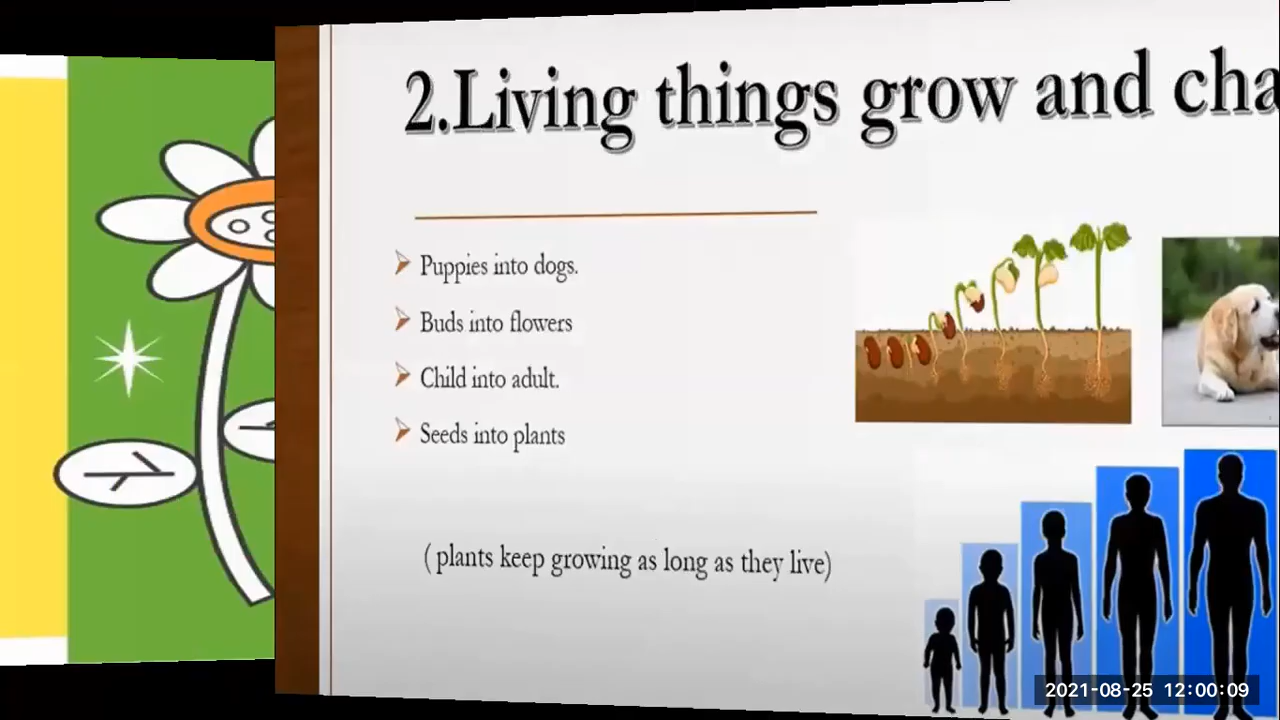 2.Living things grow and cha
Puppies into dogs.
Buds into flowers
Child into adult.
Seeds into plants
( plants keep growing as long as they live)
2021-08-25 12:00:09